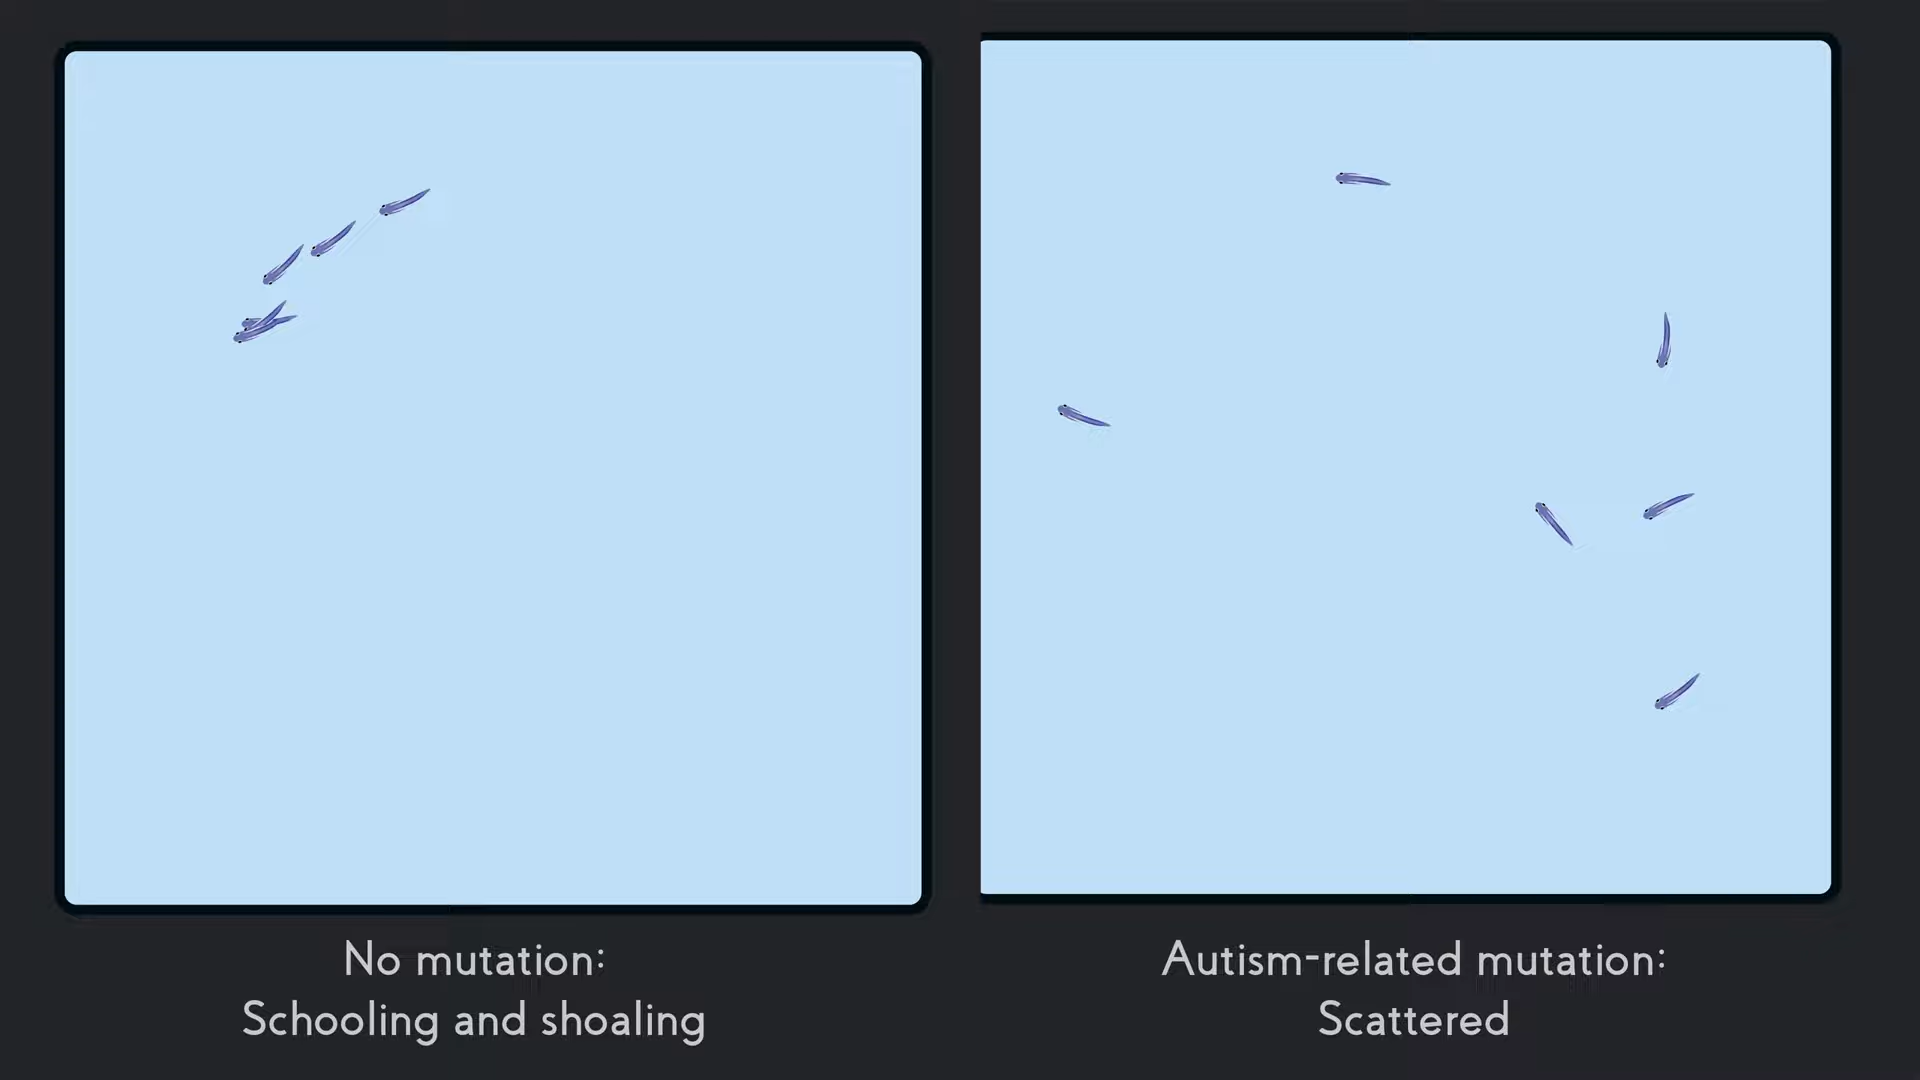 No mutation:
Schooling and shoaling
Autism-related mutation:
Scattered